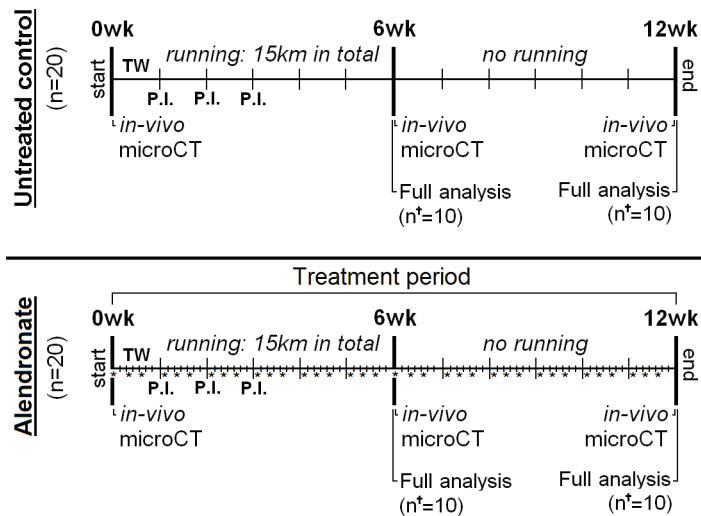 Untreated control
(n=20)
0wk 6wk 12wk
start TW running: 15km in total no running end
P.I. P.I. P.I.
in-vivo in-vivo in-vivo
microCT microCT microCT
Full analysis Full analysis
(n✝=10) (n✝=10)
Treatment period
Alendronate
(n=20)
0wk 6wk 12wk
start TW running: 15km in total no running end
* * * * * * * * * * * * * * * * * * * * * * * * * * * * * * * * * * * *
P.I. P.I. P.I.
in-vivo in-vivo in-vivo
microCT microCT microCT
Full analysis Full analysis
(n✝=10) (n✝=10)